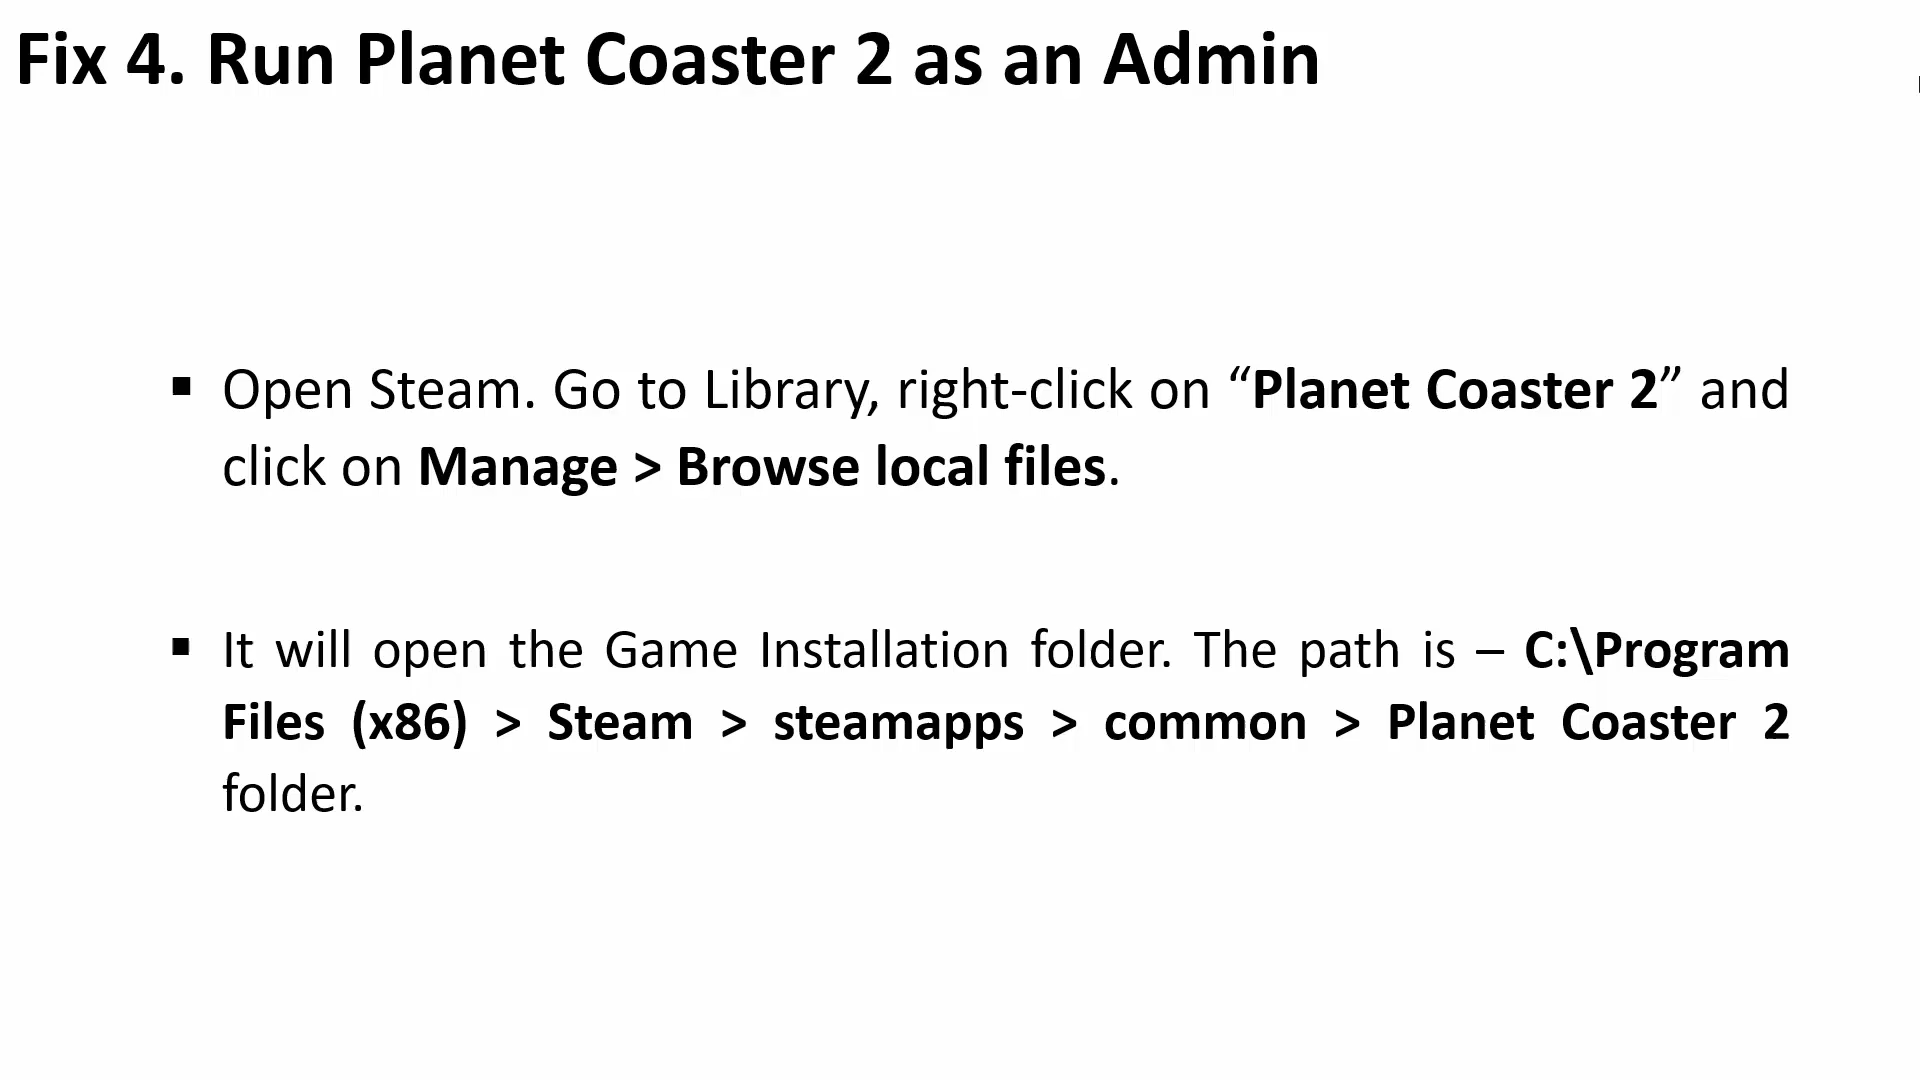 Fix 4. Run Planet Coaster 2 as an Admin
▪ Open Steam. Go to Library, right-click on “Planet Coaster 2” and
click on Manage > Browse local files.
▪ It will open the Game Installation folder. The path is – C:\Program
Files (x86) > Steam > steamapps > common > Planet Coaster 2
folder.